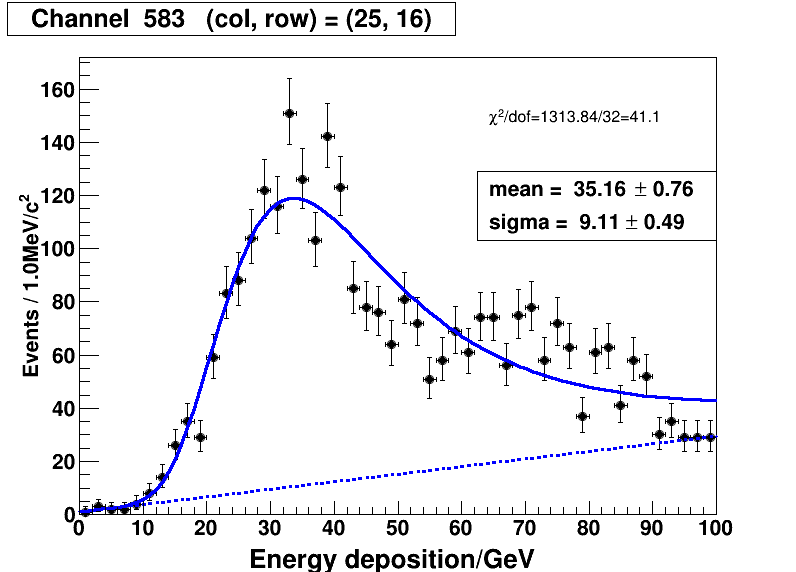 Channel 583 (col, row) = (25, 16)
χ²/dof=1313.84/32=41.1
mean = 35.16 ± 0.76
sigma = 9.11 ± 0.49
Events / 1.0MeV/c²
160
140
120
100
80
60
40
20
0
0 10 20 30 40 50 60 70 80 90 100
Energy deposition/GeV